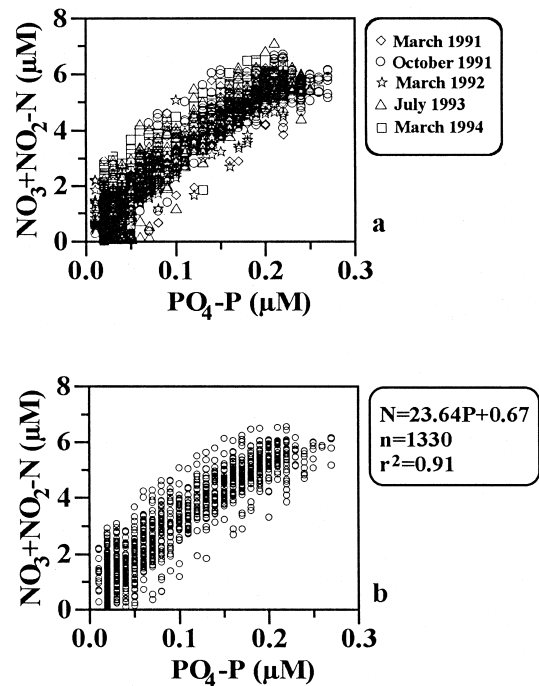 8
6
4
2
0
NO3+NO2-N (µM)
0.0
0.1
0.2
0.3
PO4-P (µM)
March 1991
October 1991
March 1992
July 1993
March 1994
a
8
6
4
2
0
NO3+NO2-N (µM)
0.0
0.1
0.2
0.3
PO4-P (µM)
N=23.64P+0.67
n=1330
r²=0.91
b